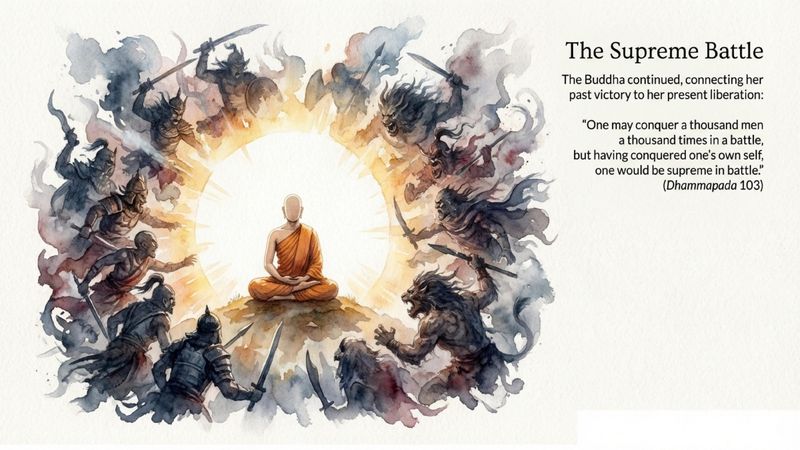 The Supreme Battle
The Buddha continued, connecting her
past victory to her present liberation:
“One may conquer a thousand men
a thousand times in a battle,
but having conquered one’s own self,
one would be supreme in battle.”
(Dhammapada 103)